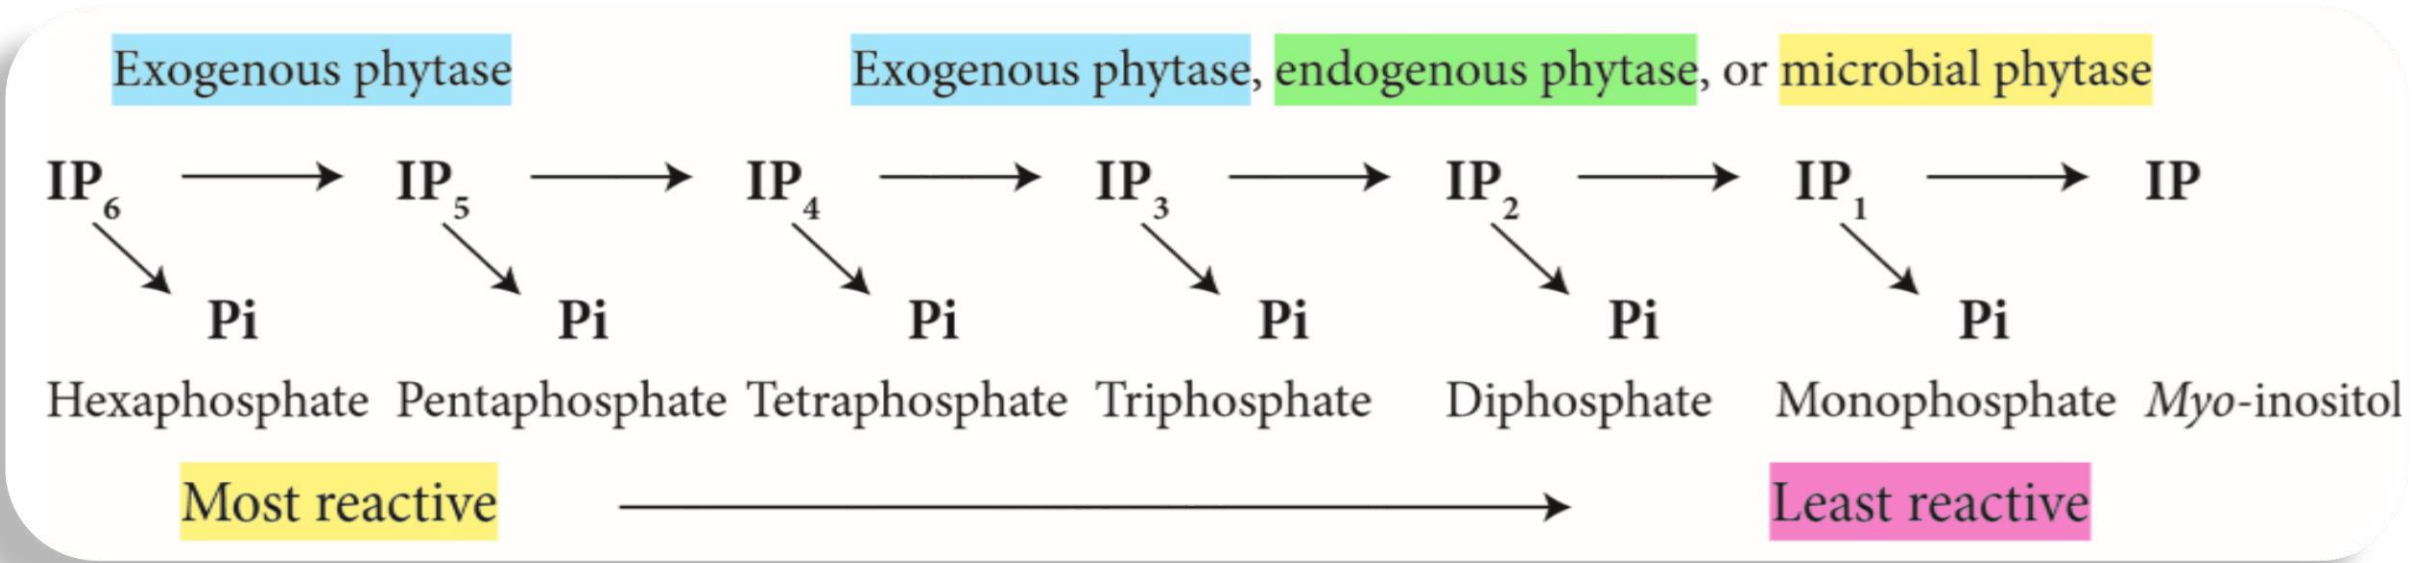 Exogenous phytase Exogenous phytase, endogenous phytase, or microbial phytase
IP6 IP5 IP4 IP3 IP2 IP1 IP
Pi Pi Pi Pi Pi Pi
Hexaphosphate Pentaphosphate Tetraphosphate Triphosphate Diphosphate Monophosphate Myo-inositol
Most reactive Least reactive